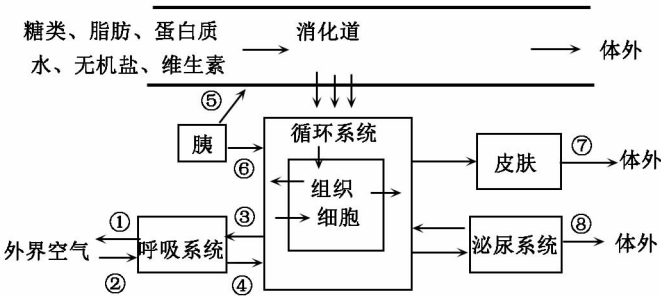 糖类、脂肪、蛋白质
消化道
体外
水、无机盐、维生素
⑤
胰
⑥
循环系统
组织
细胞
皮肤
⑦
体外
①
③
外界空气
呼吸系统
②
④
泌尿系统
⑧
体外